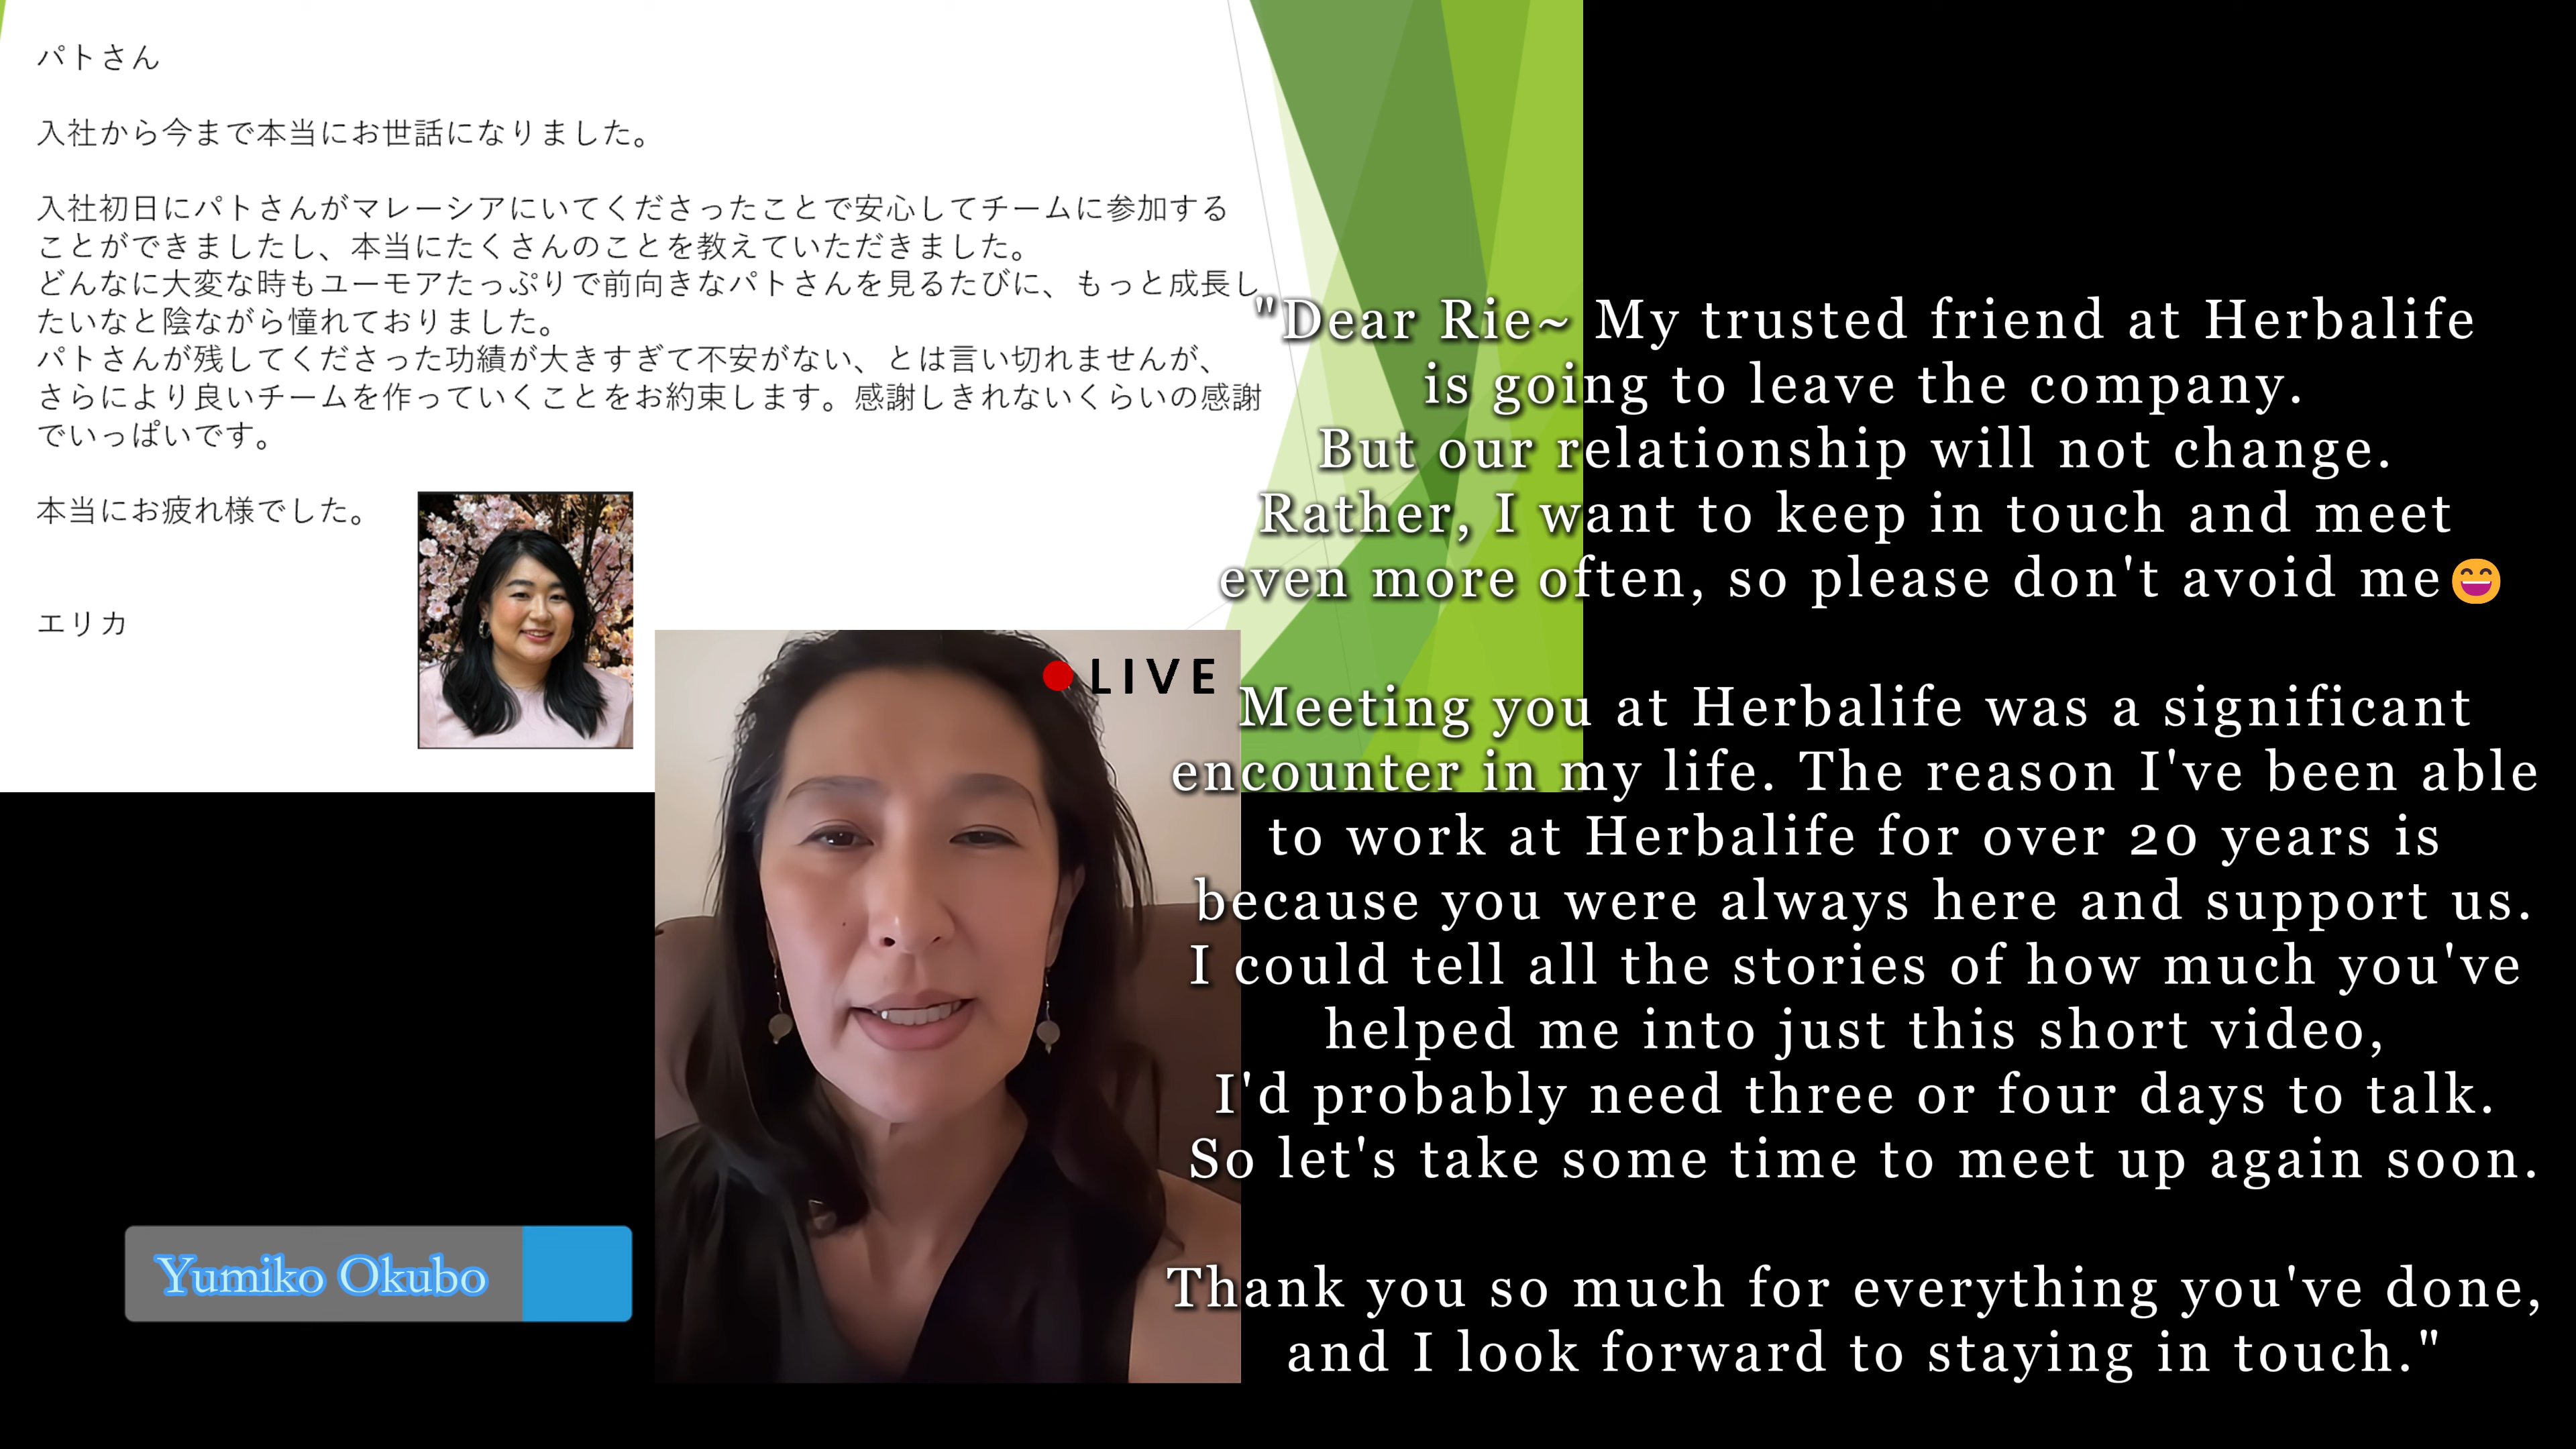 パトさん
入社から今まで本当にお世話になりました。
入社初日にパトさんがマレーシアにいてくださったことで安心してチームに参加する
ことができましたし、本当にたくさんのことを教えていただきました。
どんなに大変な時もユーモアたっぷりで前向きなパトさんを見るたびに、もっと成長し
たいなと陰ながら憧れておりました。
パトさんが残してくださった功績が大きすぎて不安がない、とは言い切れませんが、
さらにより良いチームを作っていくことをお約束します。感謝しきれないくらいの感謝
でいっぱいです。
本当にお疲れ様でした。
エリカ
LIVE
Yumiko Okubo
"Dear Rie~ My trusted friend at Herbalife
is going to leave the company.
But our relationship will not change.
Rather, I want to keep in touch and meet
even more often, so please don't avoid me😄
Meeting you at Herbalife was a significant
encounter in my life. The reason I've been able
to work at Herbalife for over 20 years is
because you were always here and support us.
I could tell all the stories of how much you've
helped me into just this short video,
I'd probably need three or four days to talk.
So let's take some time to meet up again soon.
Thank you so much for everything you've done,
and I look forward to staying in touch."